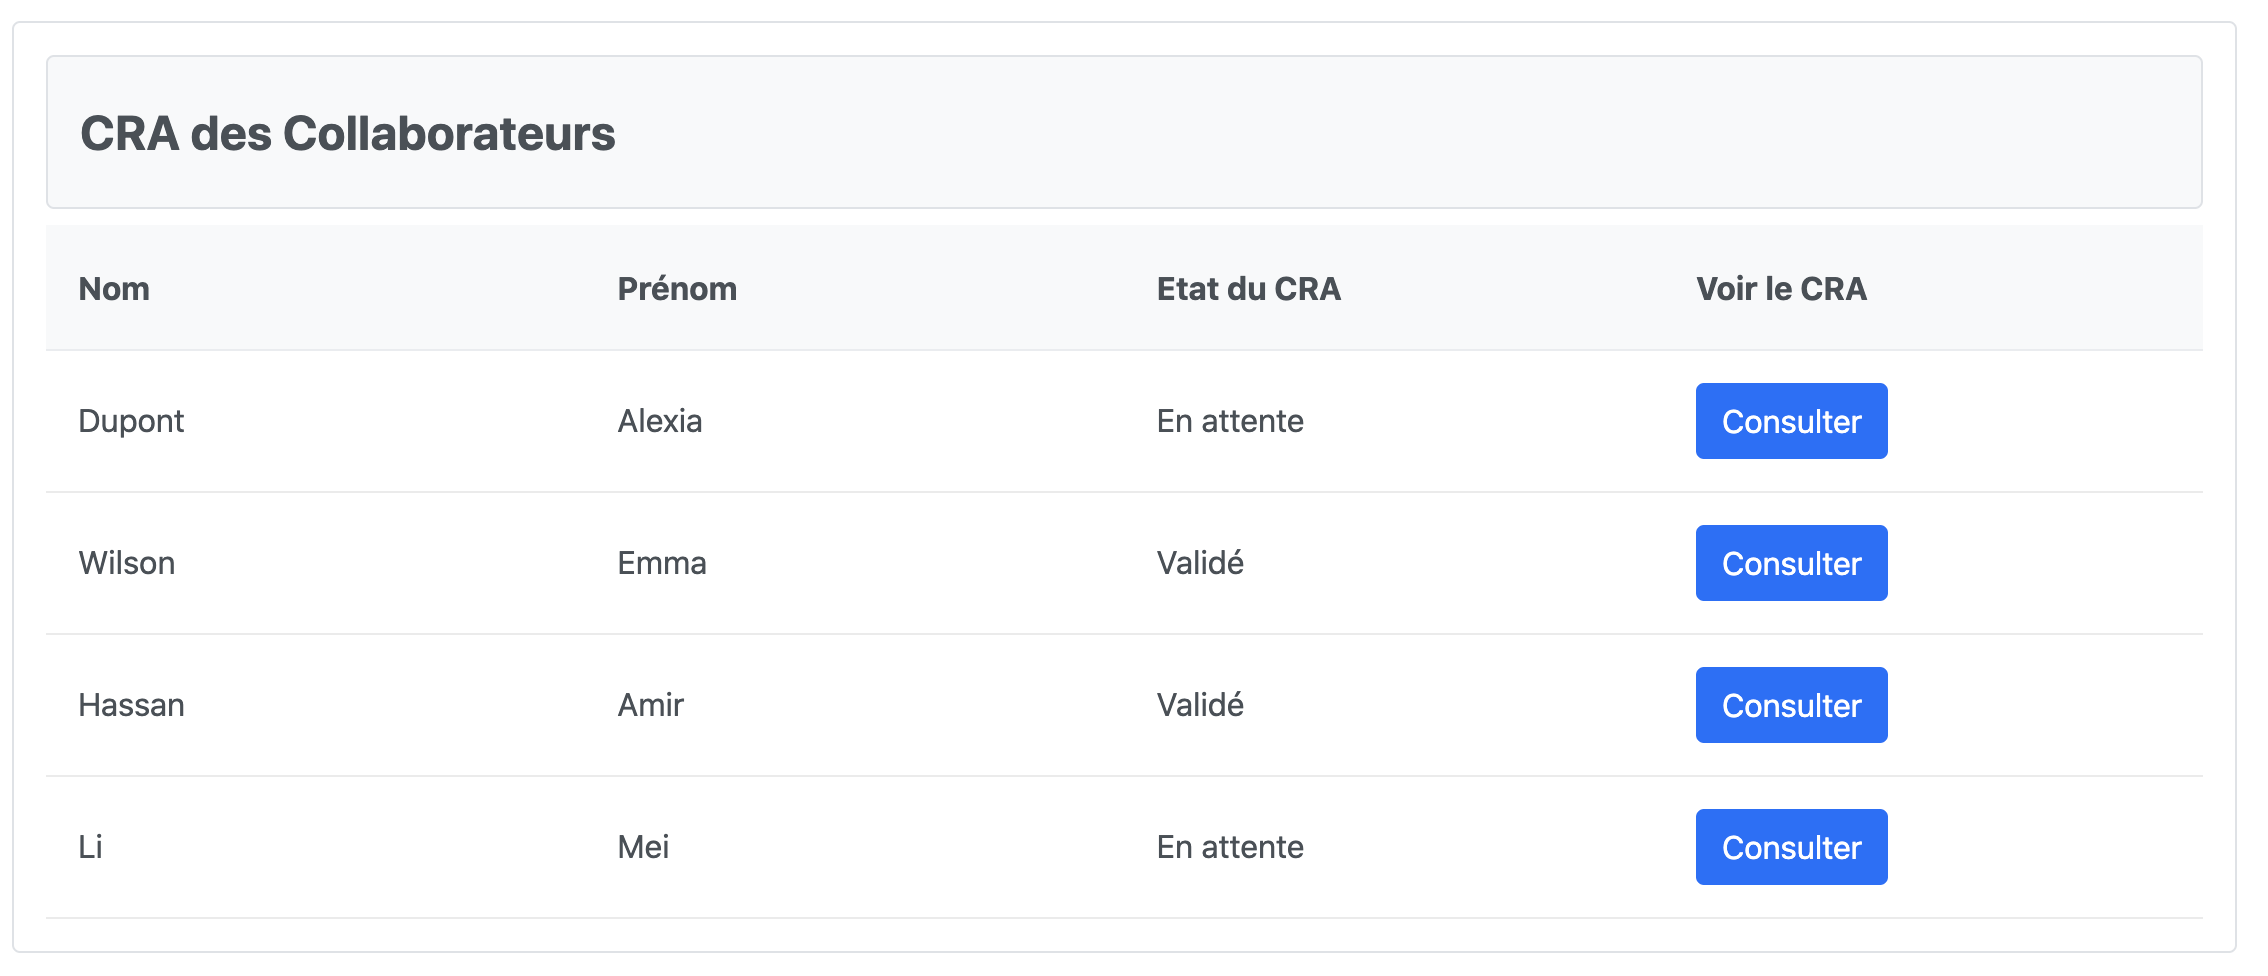 CRA des Collaborateurs
Nom Prénom Etat du CRA Voir le CRA
Dupont Alexia En attente Consulter
Wilson Emma Validé Consulter
Hassan Amir Validé Consulter
Li Mei En attente Consulter